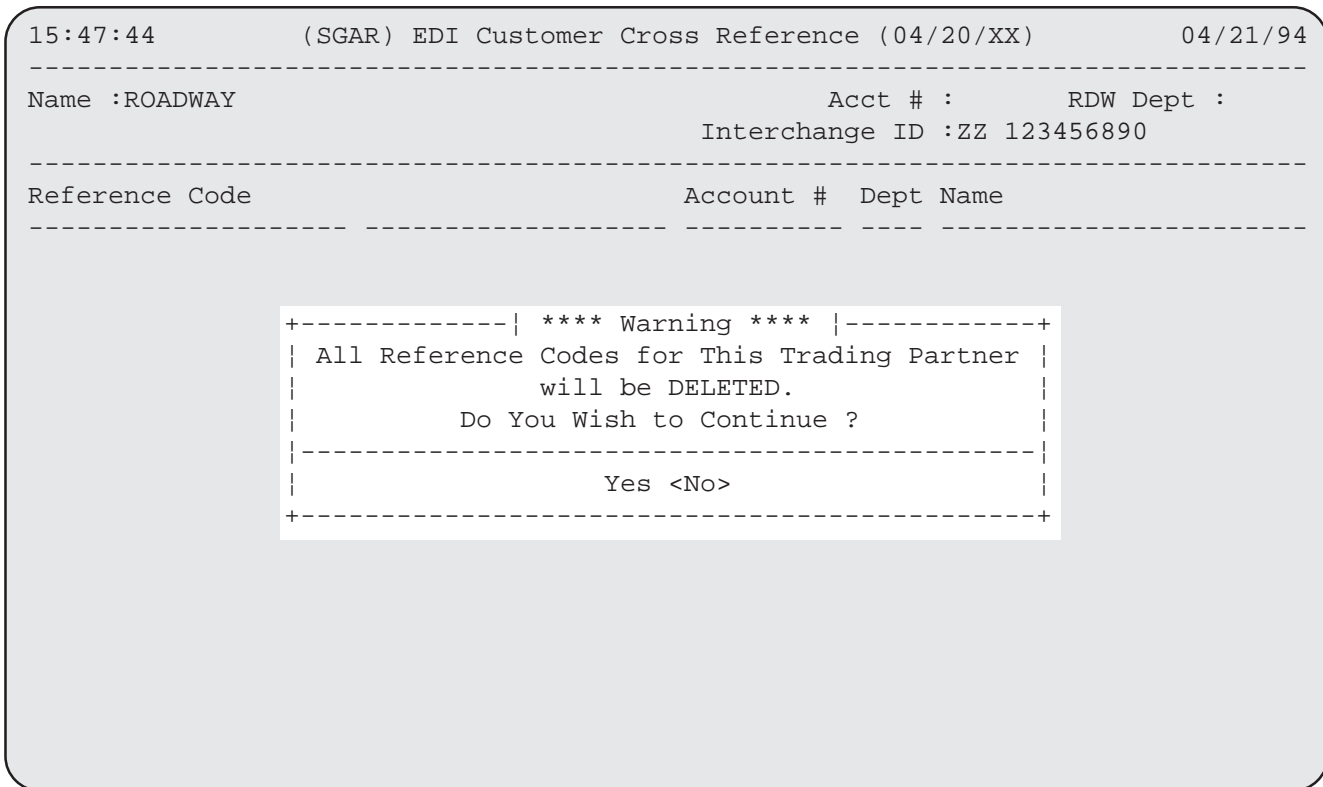 15:47:44 (SGAR) EDI Customer Cross Reference (04/20/XX) 04/21/94
--------------------------------------------------------------------------------
Name :ROADWAY Acct # : RDW Dept :
Interchange ID :ZZ 123456890
--------------------------------------------------------------------------------
Reference Code Account # Dept Name
-------------------- ------------------- ---------- ---- -----------------------
+-------------¦ **** Warning **** ¦------------+
¦ All Reference Codes for This Trading Partner ¦
¦ will be DELETED. ¦
¦ Do You Wish to Continue ? ¦
¦----------------------------------------------¦
¦ Yes <No> ¦
+----------------------------------------------+